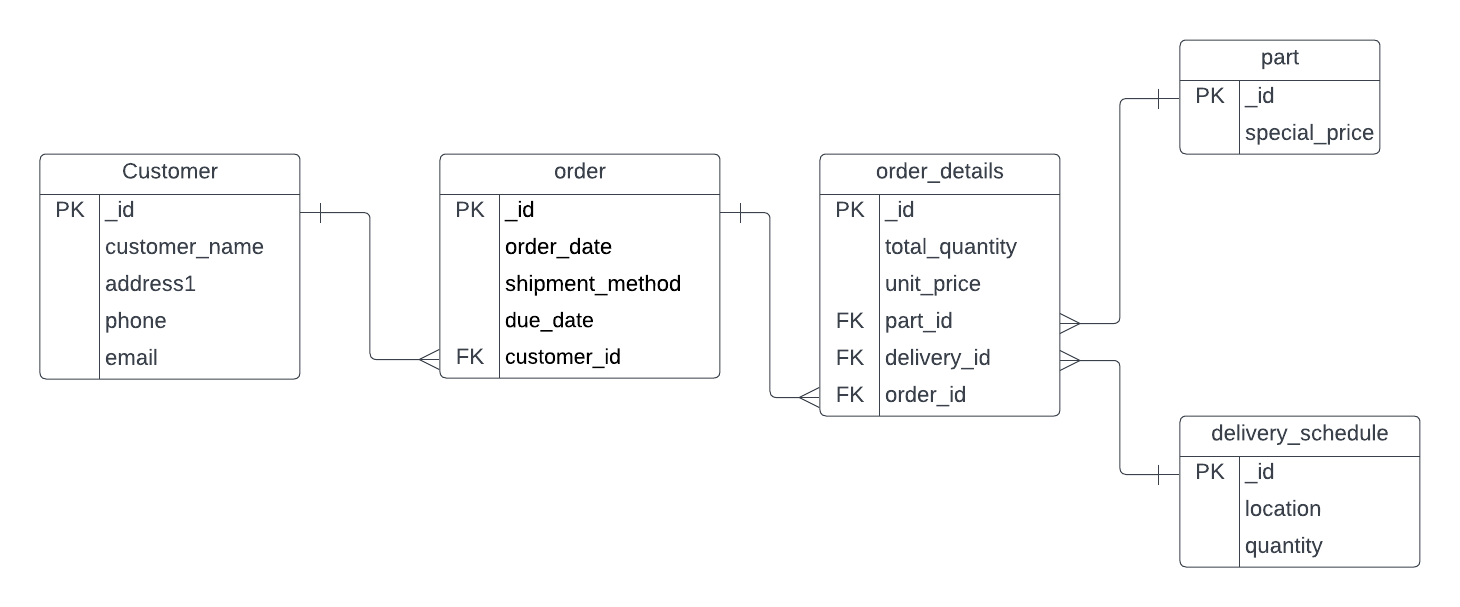 part
PK _id
special_price
Customer
PK _id
customer_name
address1
phone
email
order
PK _id
order_date
shipment_method
due_date
FK customer_id
order_details
PK _id
total_quantity
unit_price
FK part_id
FK delivery_id
FK order_id
delivery_schedule
PK _id
location
quantity